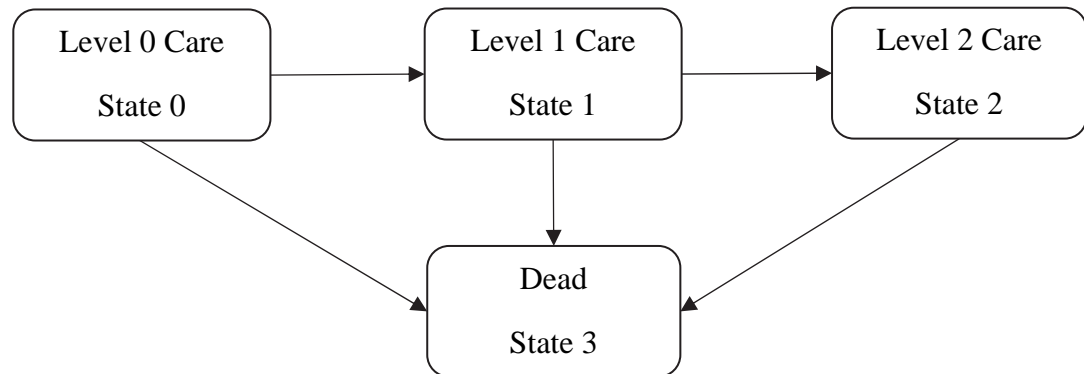 Level 0 Care
State 0
Level 1 Care
State 1
Level 2 Care
State 2
Dead
State 3